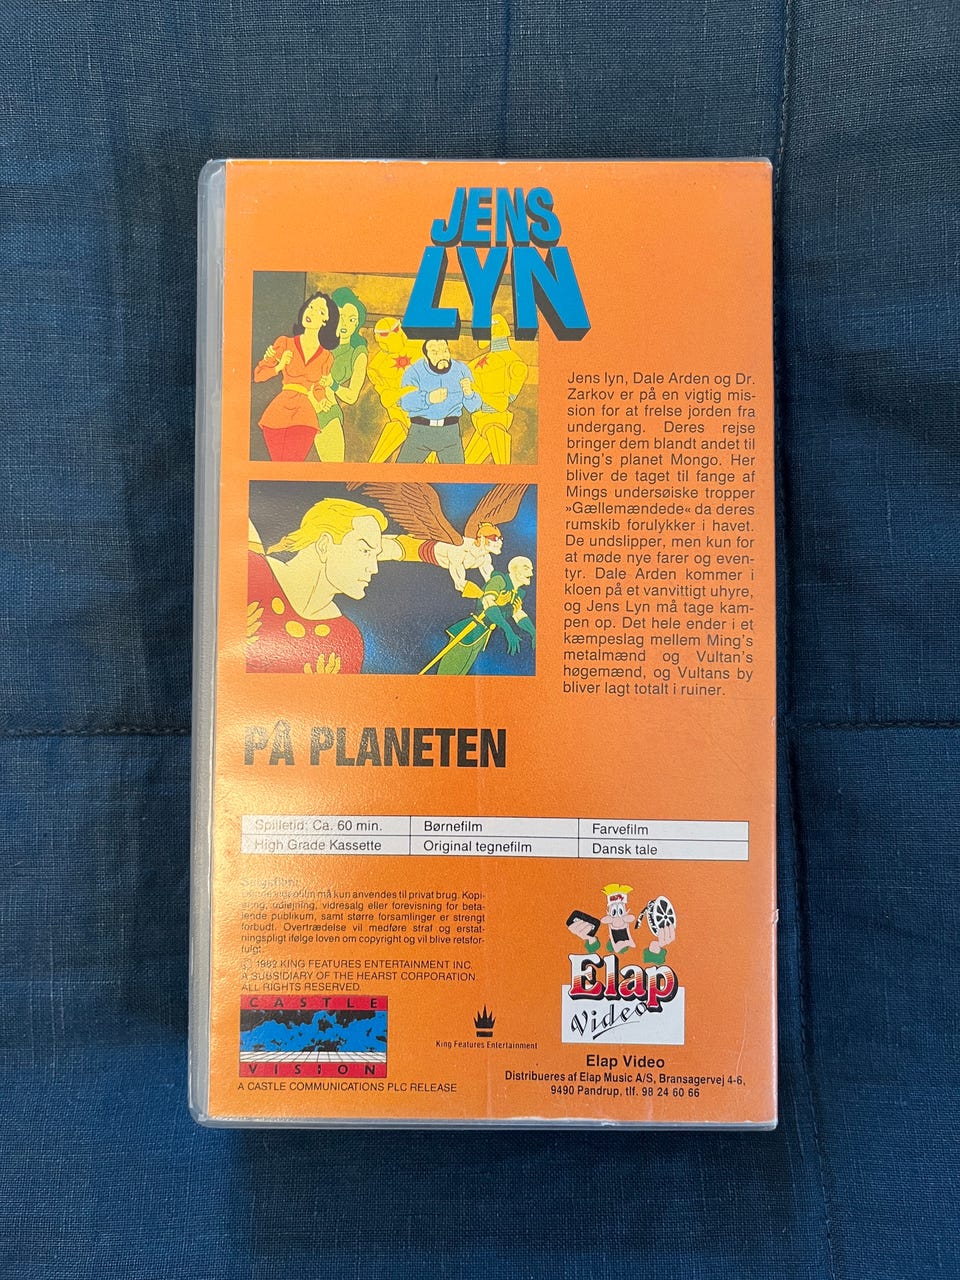 JENS
LYN
Jens lyn, Dale Arden og Dr.
Zarkov er på en vigtig mis-
sion for at frelse jorden fra
undergang. Deres rejse
bringer dem blandt andet til
Ming's planet Mongo. Her
bliver de taget til fange af
Mings undersøiske tropper
»Gællemændede« da deres
rumskib forulykker i havet.
De undslipper, men kun for
at møde nye farer og even-
tyr. Dale Arden kommer i
kloen på et vanvittigt uhyre,
og Jens Lyn må tage kam-
pen op. Det hele ender i et
kæmpeslag mellem Ming's
metalmænd og Vultan's
høgemænd, og Vultans by
bliver lagt totalt i ruiner.
PÅ PLANETEN
Spilletid: Ca. 60 min. Børnefilm Farvefilm
High Grade Kassette Original tegnefilm Dansk tale
må kun anvendes til privat brug. Kopi-
ering, udlejning, vidresalg eller forevisning for beta-
lende publikum, samt større forsamlinger er strengt
forbudt. Overtrædelse vil medføre straf og erstat-
ningspligt ifølge loven om copyright og vil blive retsfor-
fulgt.
© 1982 KING FEATURES ENTERTAINMENT INC.
A SUBSIDIARY OF THE HEARST CORPORATION.
ALL RIGHTS RESERVED.
CASTLE
VISION
A CASTLE COMMUNICATIONS PLC RELEASE
King Features Entertainment
Elap
Video
Elap Video
Distribueres af Elap Music A/S, Bransagervej 4-6,
9490 Pandrup, tlf. 98 24 60 66